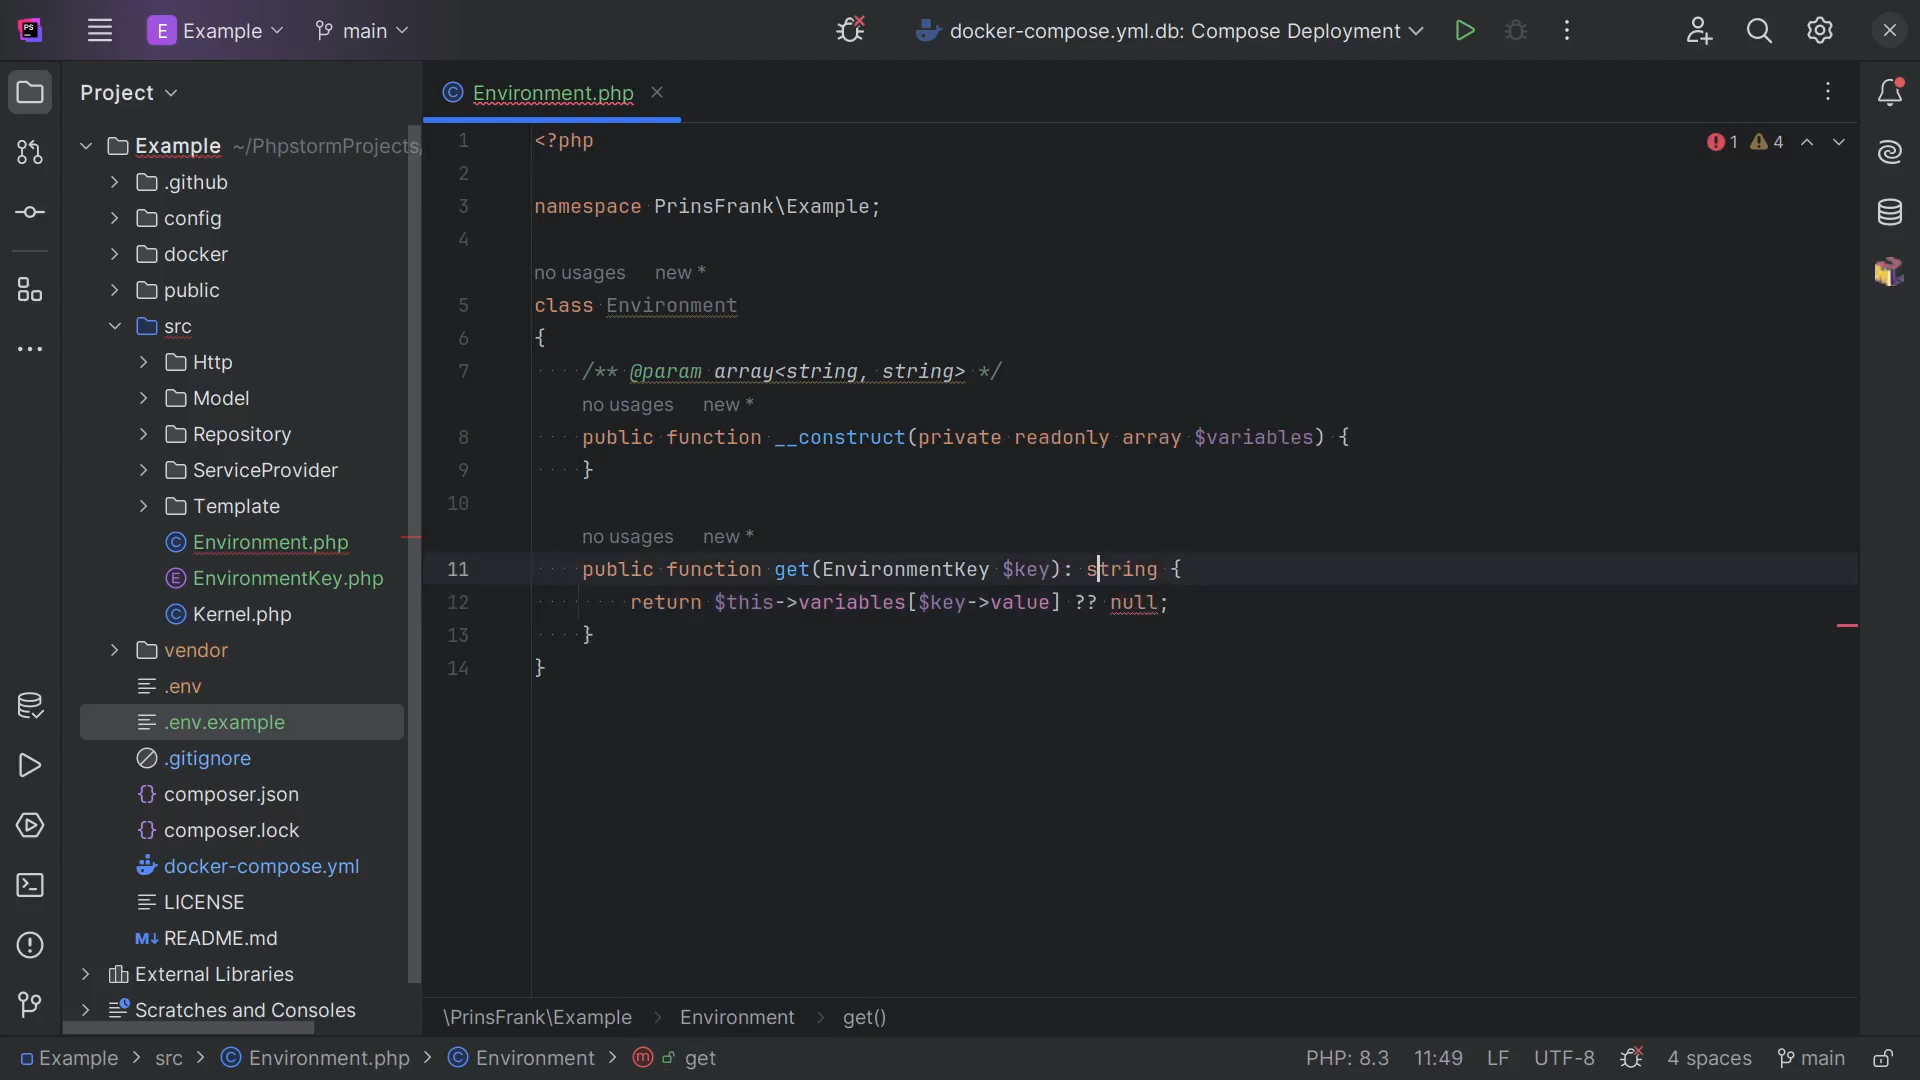 PS
E Example
main
docker-compose.yml.db: Compose Deployment
Project
Environment.php
Example ~/PhpstormProjects/
.github
config
docker
public
src
Http
Model
Repository
ServiceProvider
Template
C Environment.php
E EnvironmentKey.php
C Kernel.php
vendor
.env
.env.example
.gitignore
{} composer.json
{} composer.lock
docker-compose.yml
LICENSE
M↓ README.md
External Libraries
Scratches and Consoles
1 <?php
1 4
2
3 namespace PrinsFrank\Example;
4
no usages new *
5 class Environment
6 {
7 /** @param array<string, string> */
no usages new *
8 public function __construct(private readonly array $variables) {
9 }
10
no usages new *
11 public function get(EnvironmentKey $key): string {
12 return $this->variables[$key->value] ?? null;
13 }
14 }
\PrinsFrank\Example > Environment > get()
Example > src > C Environment.php > C Environment > m get
PHP: 8.3 11:49 LF UTF-8 4 spaces main